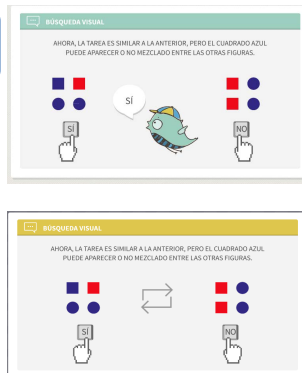 BÚSQUEDA VISUAL
AHORA, LA TAREA ES SIMILAR A LA ANTERIOR, PERO EL CUADRADO AZUL
PUEDE APARECER O NO MEZCLADO ENTRE LAS OTRAS FIGURAS.
SÍ
SÍ
NO
BÚSQUEDA VISUAL
AHORA, LA TAREA ES SIMILAR A LA ANTERIOR, PERO EL CUADRADO AZUL
PUEDE APARECER O NO MEZCLADO ENTRE LAS OTRAS FIGURAS.
SÍ
NO